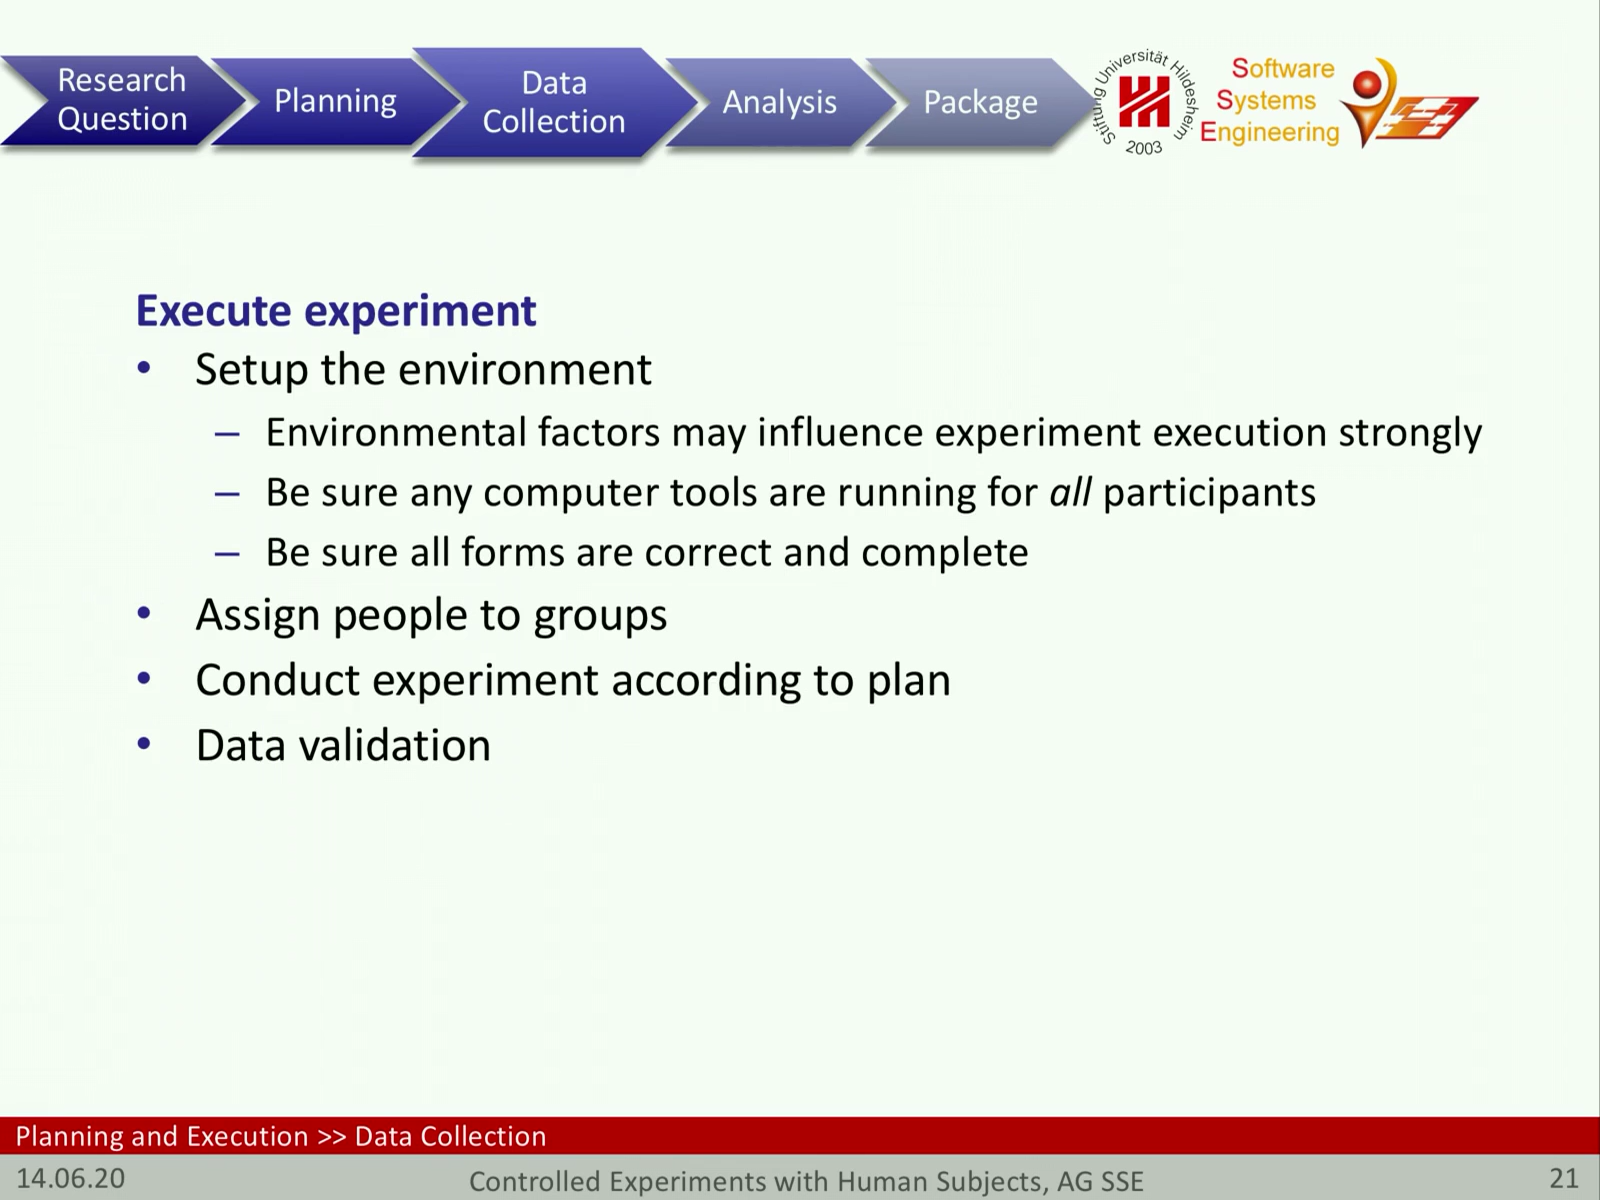 Research
Question
Planning
Data
Collection
Analysis
Package
Stiftung Universität Hildesheim
2003
Software
Systems
Engineering
Execute experiment
• Setup the environment
– Environmental factors may influence experiment execution strongly
– Be sure any computer tools are running for all participants
– Be sure all forms are correct and complete
• Assign people to groups
• Conduct experiment according to plan
• Data validation
Planning and Execution >> Data Collection
14.06.20
Controlled Experiments with Human Subjects, AG SSE
21